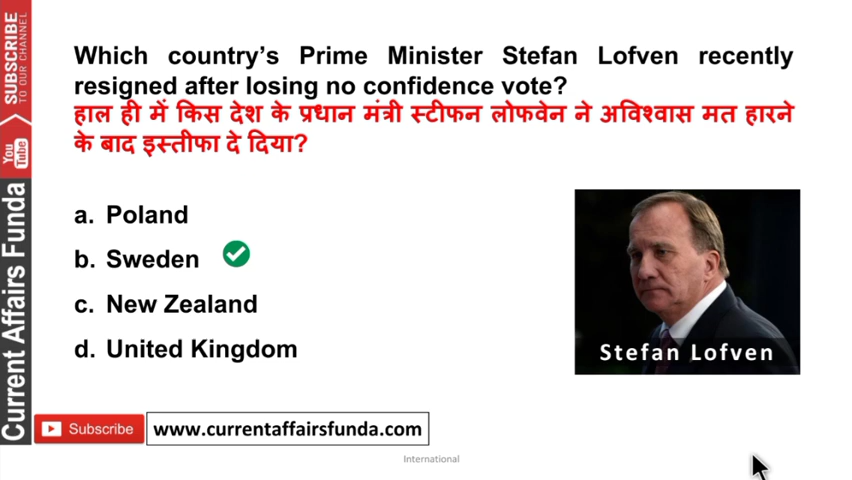 Which country's Prime Minister Stefan Lofven recently
resigned after losing no confidence vote?
हाल ही में किस देश के प्रधान मंत्री स्टीफन लोफवेन ने अविश्वास मत हारने
के बाद इस्तीफा दे दिया?
a. Poland
b. Sweden
c. New Zealand
d. United Kingdom
Stefan Lofven
SUBSCRIBE
TO OUR CHANNEL
You
Tube
Current Affairs Funda
Subscribe
www.currentaffairsfunda.com
International